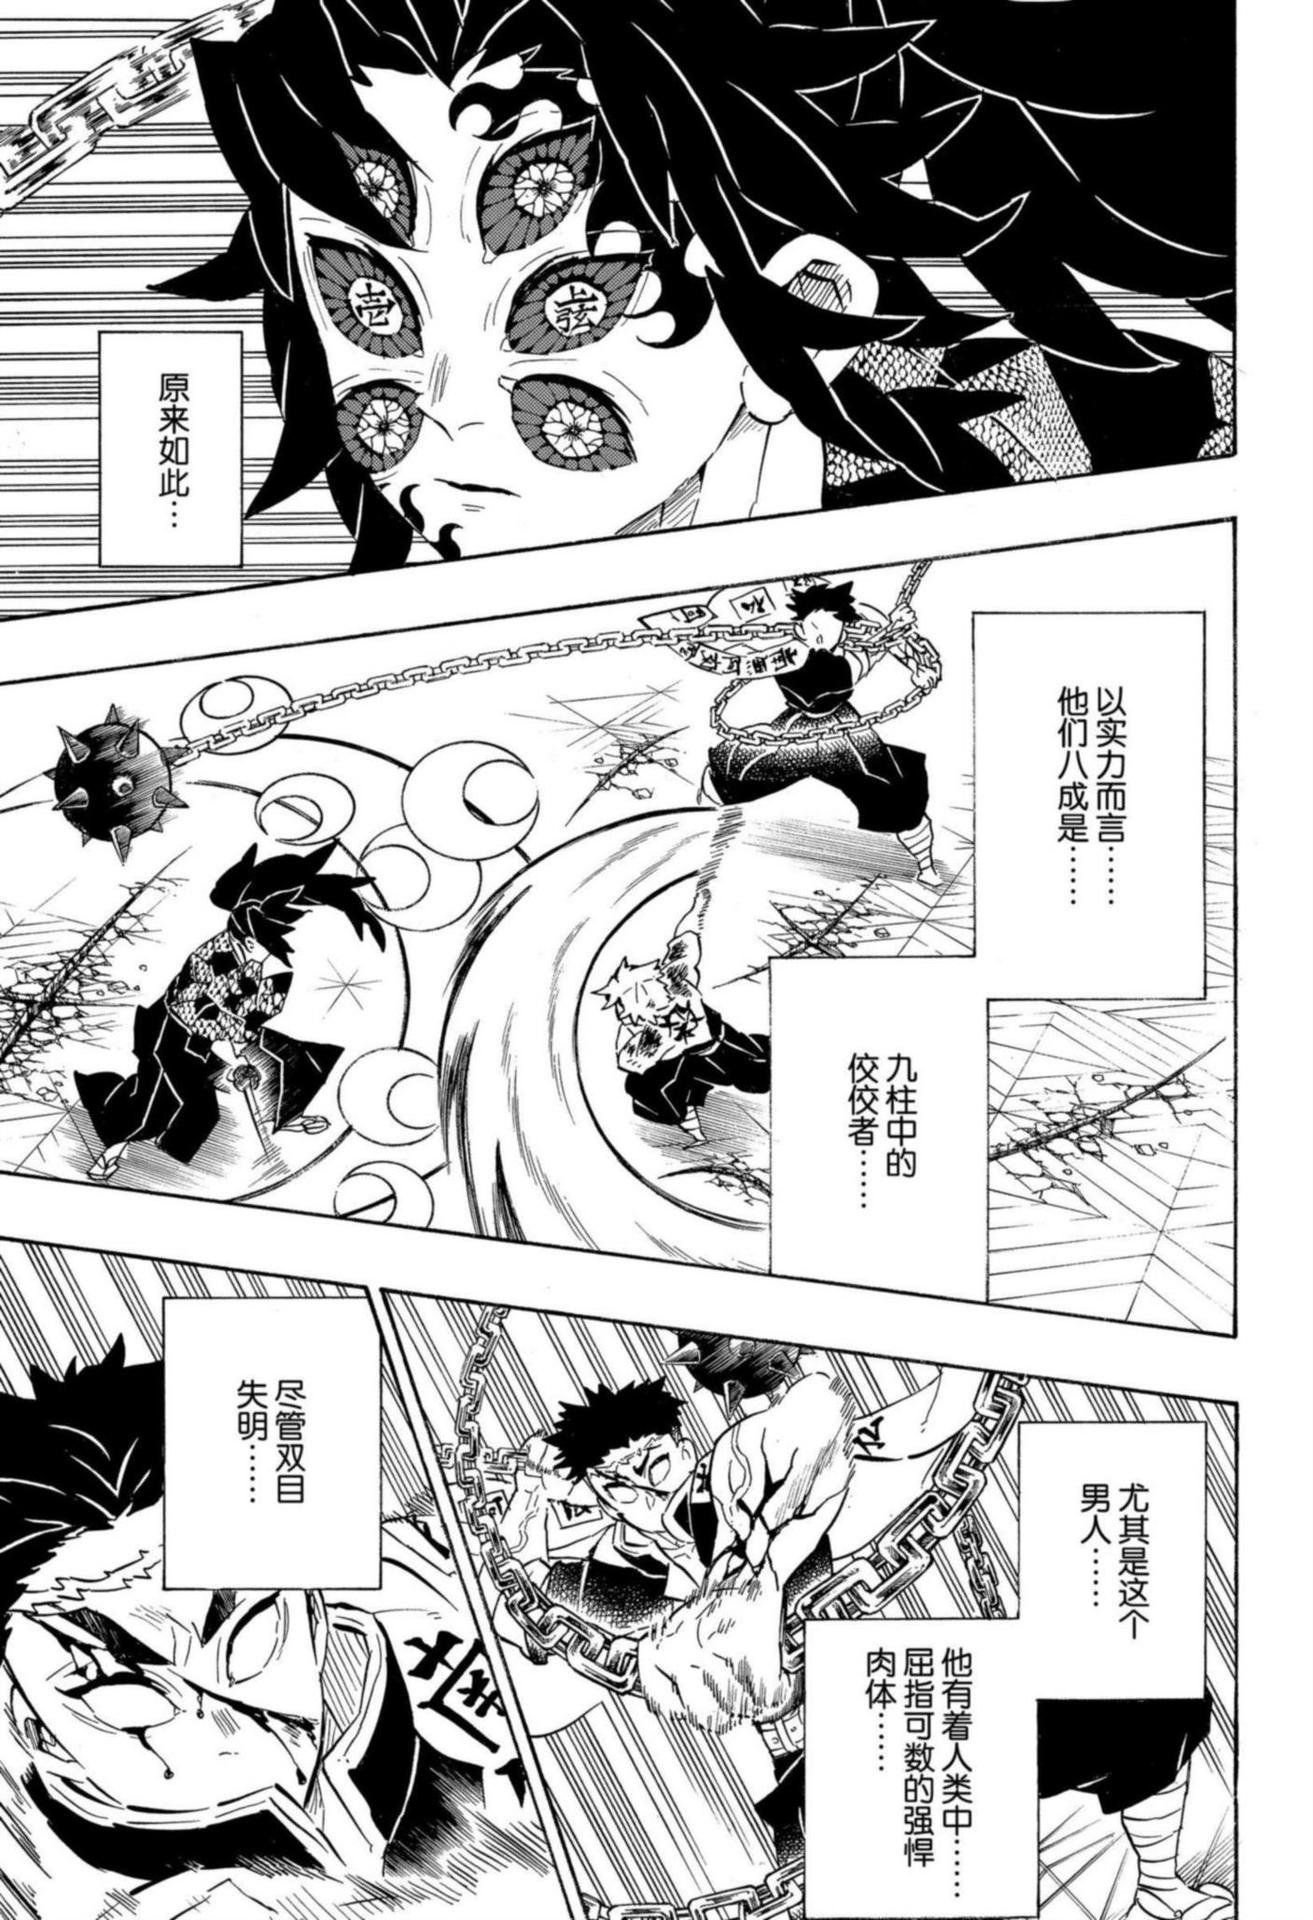 壱
上弦
原来如此…
以实力而言……
他们八成是……
九柱中的
佼佼者……
尤其是这个
男人……
他有着人类中……
屈指可数的强悍
肉体……
尽管双目
失明……